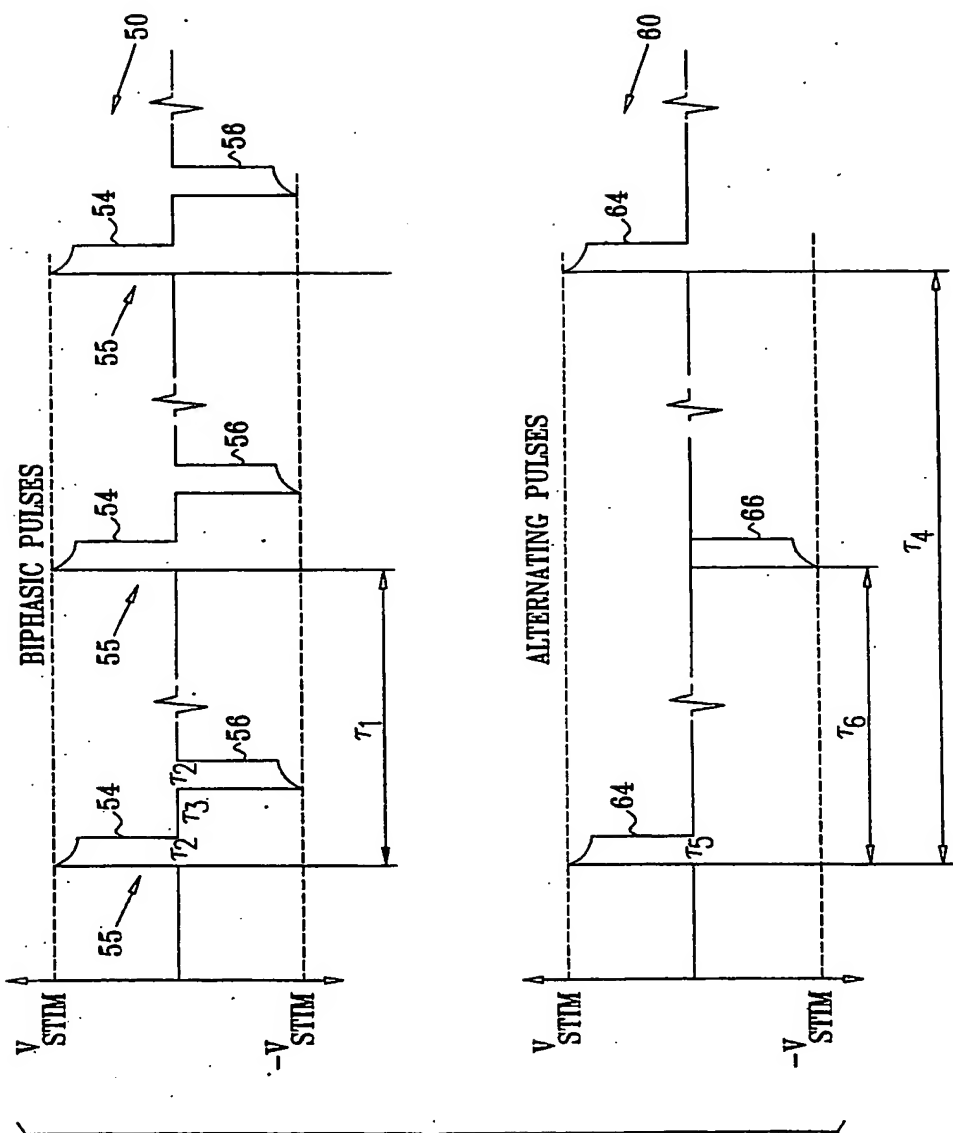 BIPHASIC PULSES
50
V STIM
-V STIM
55
54
56
55
54
56
55
54
56
τ2
τ3
τ2
τ1
ALTERNATING PULSES
60
V STIM
-V STIM
64
66
64
τ5
τ6
τ4